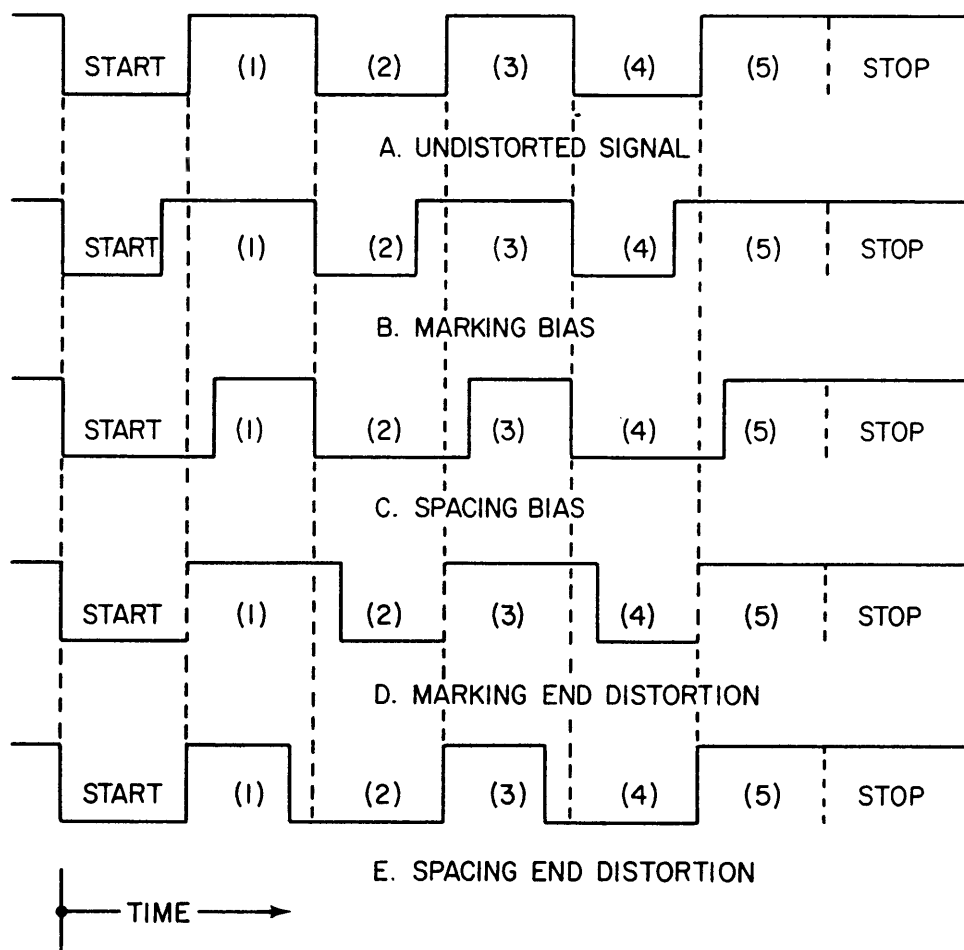 START (1) (2) (3) (4) (5) STOP
A. UNDISTORTED SIGNAL
START (1) (2) (3) (4) (5) STOP
B. MARKING BIAS
START (1) (2) (3) (4) (5) STOP
C. SPACING BIAS
START (1) (2) (3) (4) (5) STOP
D. MARKING END DISTORTION
START (1) (2) (3) (4) (5) STOP
E. SPACING END DISTORTION
TIME